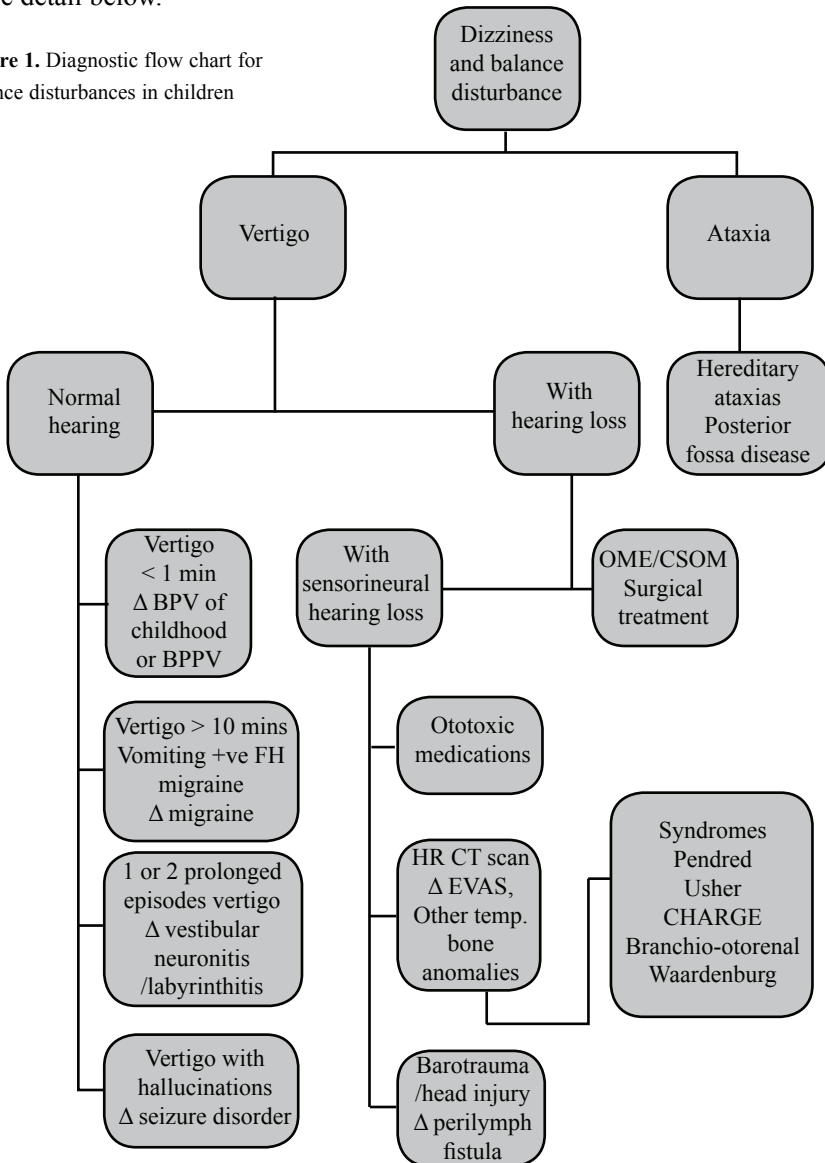 detail below.
Diagnostic flow chart for
disturbances in children
Dizziness
and balance
disturbance
Vertigo
Ataxia
Normal
hearing
With
hearing loss
Hereditary
ataxias
Posterior
fossa disease
Vertigo
< 1 min
Δ BPV of
childhood
or BPPV
With
sensorineural
hearing loss
OME/CSOM
Surgical
treatment
Vertigo > 10 mins
Vomiting +ve FH
migraine
Δ migraine
Ototoxic
medications
1 or 2 prolonged
episodes vertigo
Δ vestibular
neuronitis
/labyrinthitis
HR CT scan
Δ EVAS,
Other temp.
bone
anomalies
Syndromes
Pendred
Usher
CHARGE
Branchio-otorenal
Waardenburg
Vertigo with
hallucinations
Δ seizure disorder
Barotrauma
/head injury
Δ perilymph
fistula